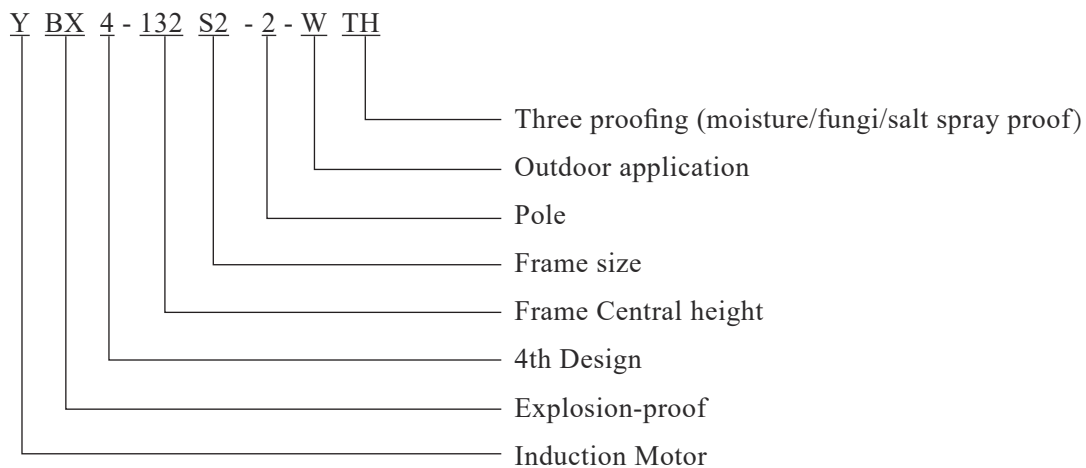 Y BX 4 - 132 S2 - 2 - W TH
Three proofing (moisture/fungi/salt spray proof)
Outdoor application
Pole
Frame size
Frame Central height
4th Design
Explosion-proof
Induction Motor